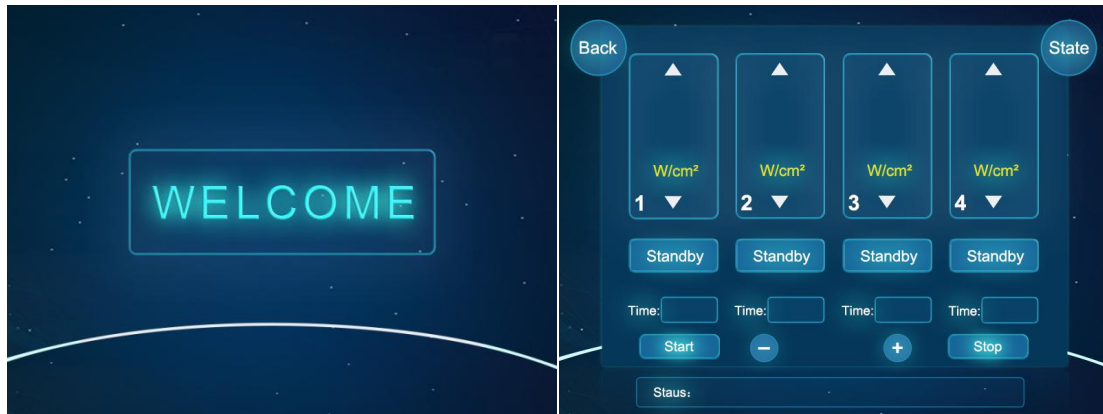 WELCOME
Back
State
W/cm² W/cm² W/cm² W/cm²
1 2 3 4
Standby Standby Standby Standby
Time: Time: Time: Time:
Start − + Stop
Staus: